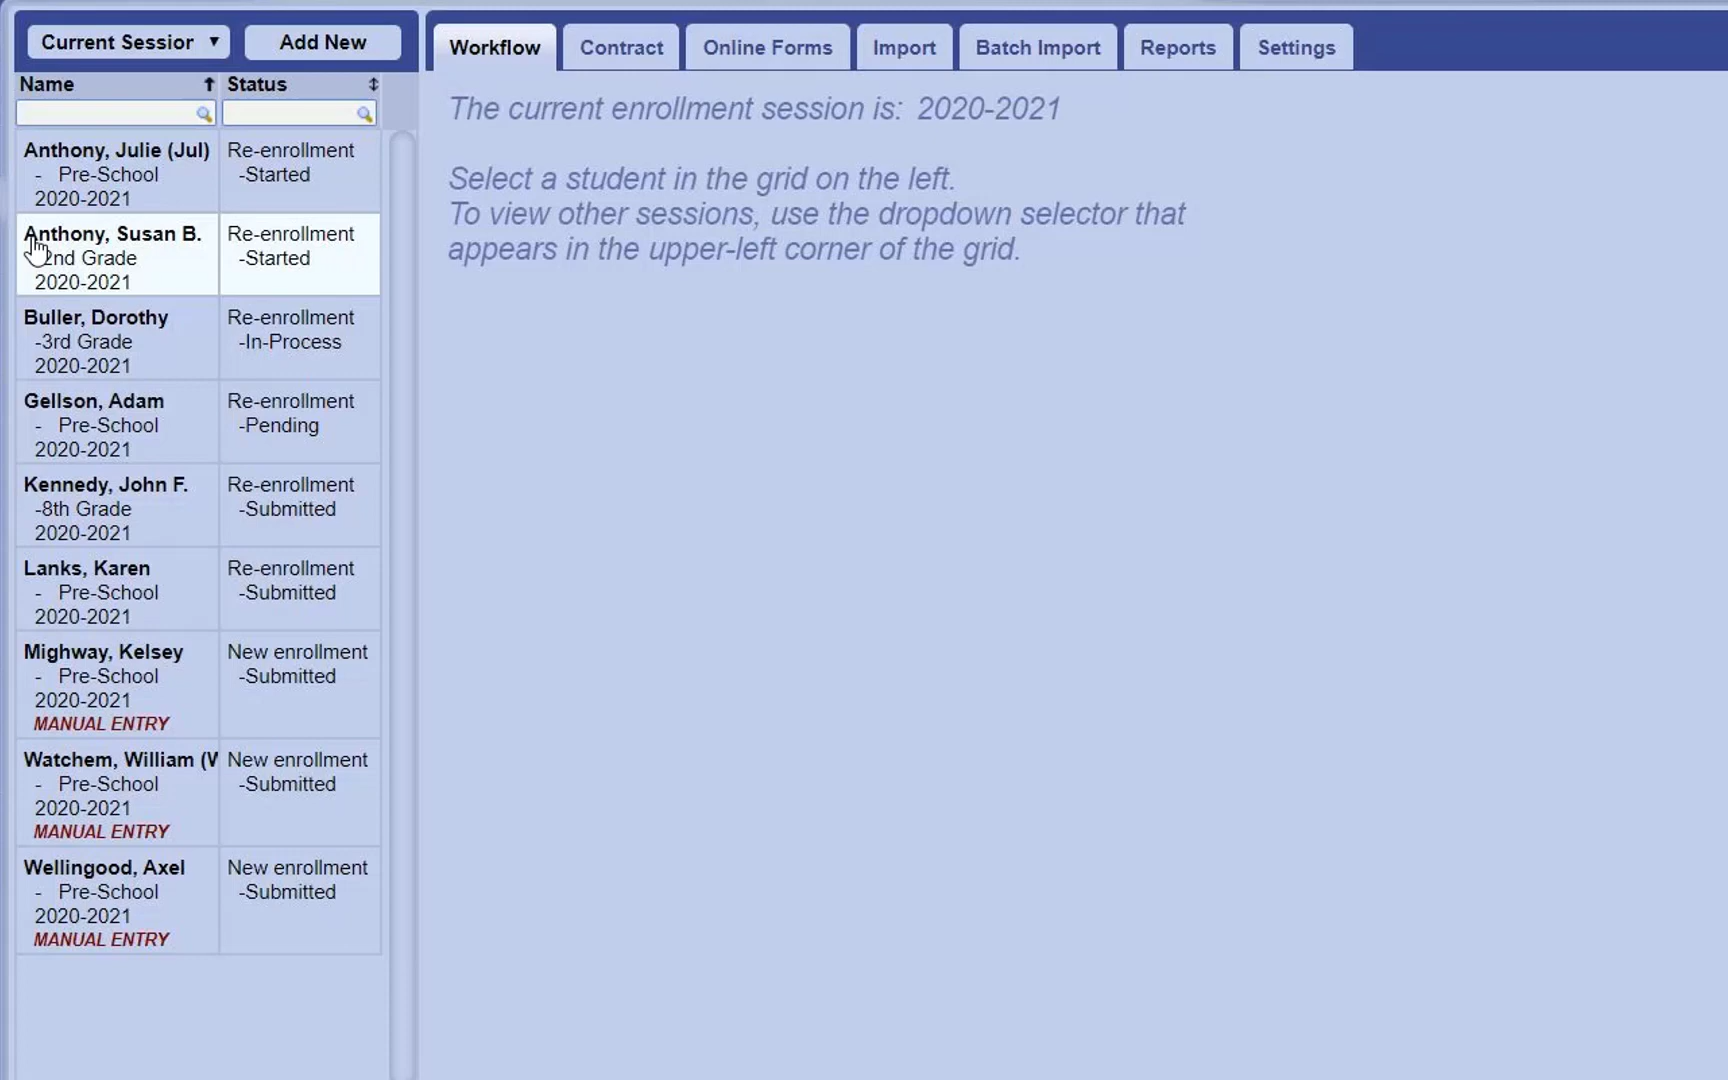 Current Session ▼ Add New
Workflow Contract Online Forms Import Batch Import Reports Settings
Name Status
Anthony, Julie (Jul) Re-enrollment
- Pre-School -Started
2020-2021
Anthony, Susan B. Re-enrollment
2nd Grade -Started
2020-2021
Buller, Dorothy Re-enrollment
-3rd Grade -In-Process
2020-2021
Gellson, Adam Re-enrollment
- Pre-School -Pending
2020-2021
Kennedy, John F. Re-enrollment
-8th Grade -Submitted
2020-2021
Lanks, Karen Re-enrollment
- Pre-School -Submitted
2020-2021
Mighway, Kelsey New enrollment
- Pre-School -Submitted
2020-2021
MANUAL ENTRY
Watchem, William (W New enrollment
- Pre-School -Submitted
2020-2021
MANUAL ENTRY
Wellingood, Axel New enrollment
- Pre-School -Submitted
2020-2021
MANUAL ENTRY
The current enrollment session is: 2020-2021
Select a student in the grid on the left.
To view other sessions, use the dropdown selector that
appears in the upper-left corner of the grid.